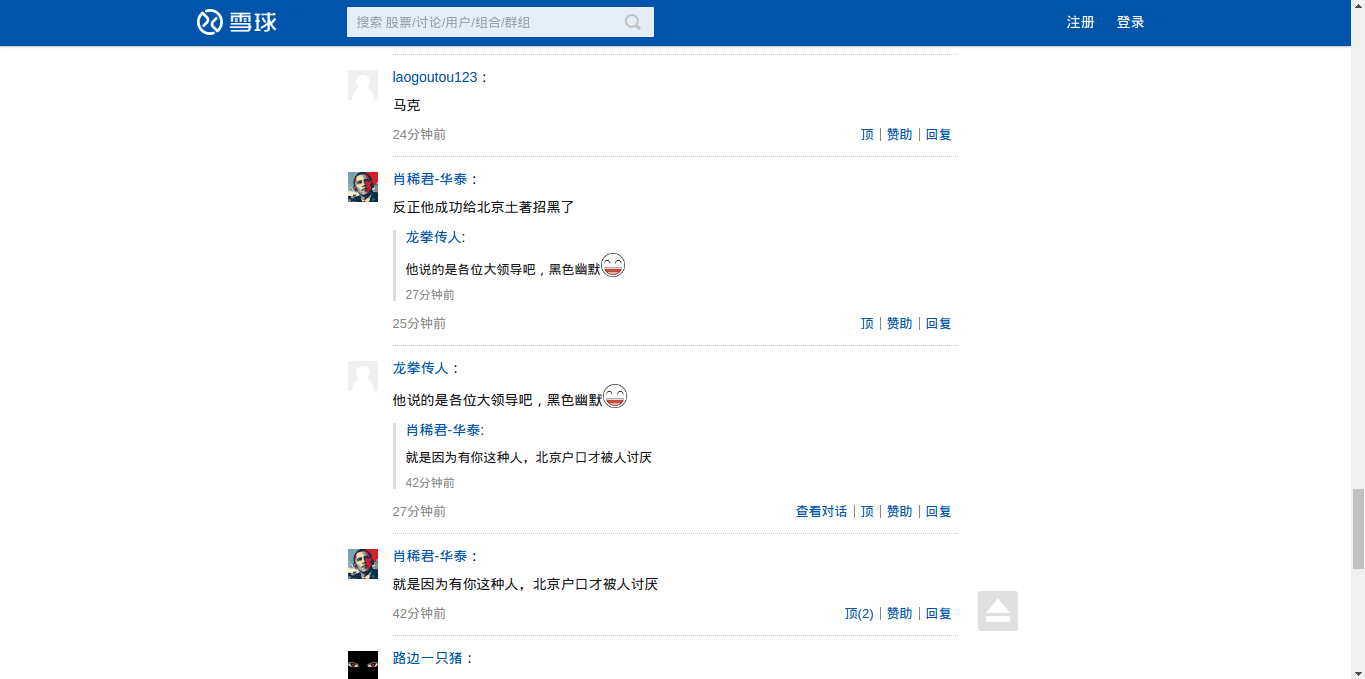 雪球
搜索 股票/讨论/用户/组合/群组
注册 登录
laogoutou123：
马克
24分钟前 顶 | 赞助 | 回复
肖稀君-华泰：
反正他成功给北京土著招黑了
龙拳传人:
他说的是各位大领导吧，黑色幽默
27分钟前
25分钟前 顶 | 赞助 | 回复
龙拳传人：
他说的是各位大领导吧，黑色幽默
肖稀君-华泰:
就是因为有你这种人，北京户口才被人讨厌
42分钟前
27分钟前 查看对话 | 顶 | 赞助 | 回复
肖稀君-华泰：
就是因为有你这种人，北京户口才被人讨厌
42分钟前 顶(2) | 赞助 | 回复
路边一只猪：